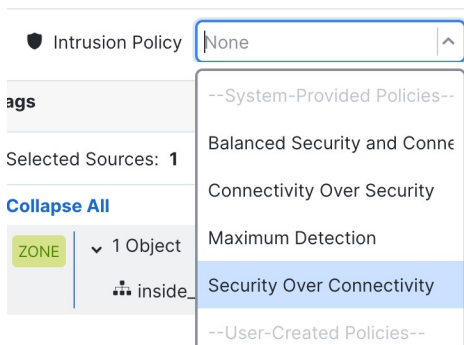 Intrusion Policy
None
--System-Provided Policies--
ags
Balanced Security and Conne
Selected Sources: 1
Connectivity Over Security
Collapse All
Maximum Detection
ZONE
1 Object
Security Over Connectivity
inside_
--User-Created Policies--